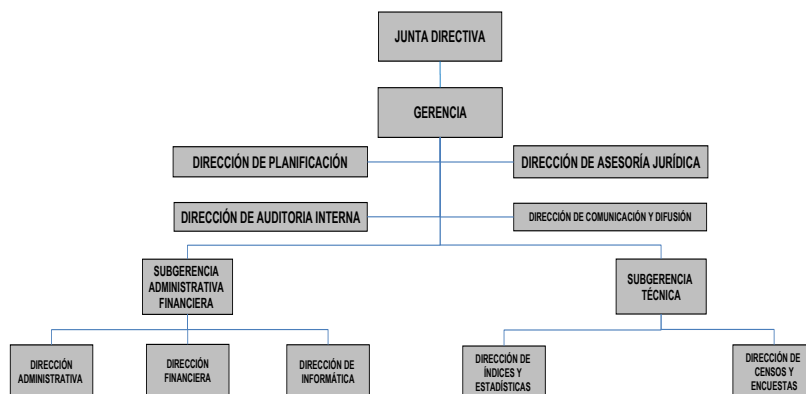 JUNTA DIRECTIVA
GERENCIA
DIRECCIÓN DE PLANIFICACIÓN
DIRECCIÓN DE ASESORÍA JURÍDICA
DIRECCIÓN DE AUDITORIA INTERNA
DIRECCIÓN DE COMUNICACIÓN Y DIFUSIÓN
SUBGERENCIA
ADMINISTRATIVA
FINANCIERA
SUBGERENCIA
TÉCNICA
DIRECCIÓN
ADMINISTRATIVA
DIRECCIÓN
FINANCIERA
DIRECCIÓN DE
INFORMÁTICA
DIRECCIÓN DE
ÍNDICES Y
ESTADÍSTICAS
DIRECCIÓN DE
CENSOS Y
ENCUESTAS